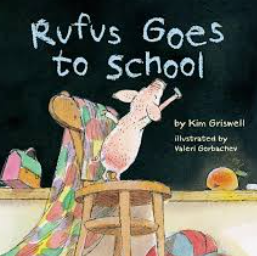 Rufus Goes
to School
by Kim Griswell
illustrated by
Valeri Gorbachev